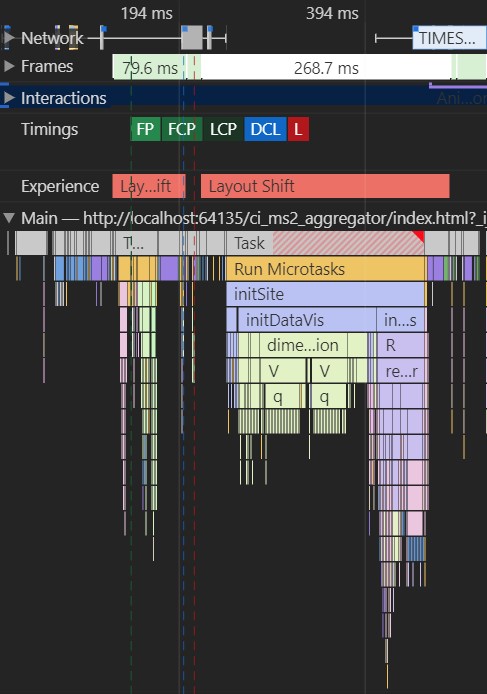 194 ms 394 ms
Network TIMES...
Frames 79.6 ms 268.7 ms
Interactions Ani...on
Timings FP FCP LCP DCL L
Experience Lay...ift Layout Shift
Main — http://localhost:64135/ci_ms2_aggregator/index.html?_i
T... Task
Run Microtasks
initSite
initDataVis in...s
dime...ion R
V V re...r
q q